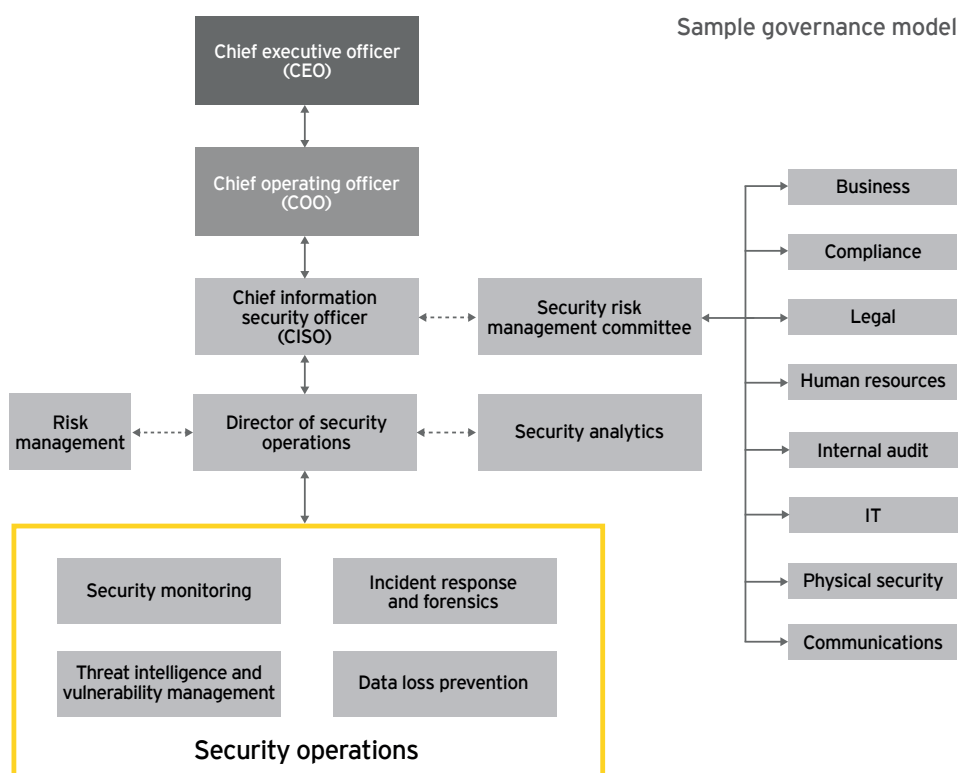 Sample governance model
Chief executive officer
(CEO)
Chief operating officer
(COO)
Chief information
security officer
(CISO)
Security risk
management committee
Risk
management
Director of security
operations
Security analytics
Business
Compliance
Legal
Human resources
Internal audit
IT
Physical security
Communications
Security monitoring
Incident response
and forensics
Threat intelligence and
vulnerability management
Data loss prevention
Security operations